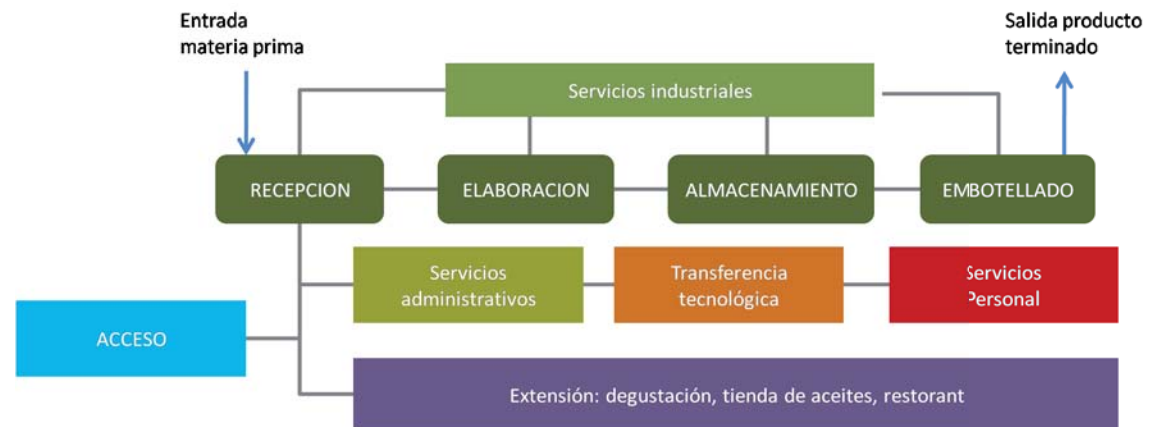 Entrada
materia prima
Salida producto
terminado
Servicios industriales
RECEPCION
ELABORACION
ALMACENAMIENTO
EMBOTELLADO
Servicios
administrativos
Transferencia
tecnológica
Servicios
Personal
ACCESO
Extensión: degustación, tienda de aceites, restorant